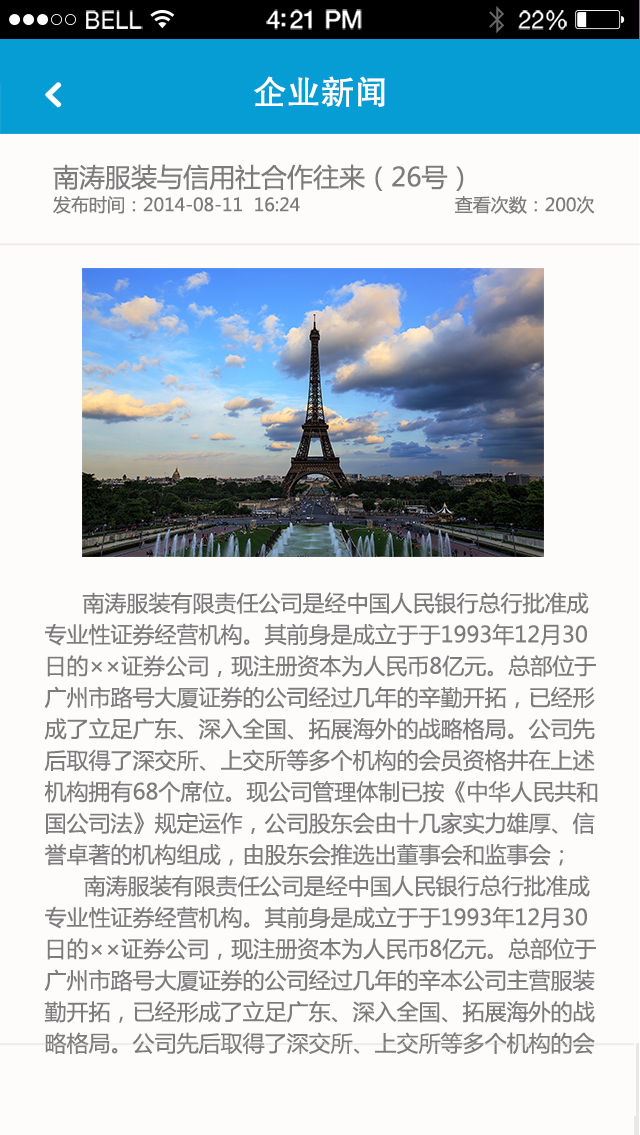 BELL 4:21 PM 22%
企业新闻
南涛服装与信用社合作往来（26号）
发布时间：2014-08-11 16:24 查看次数：200次
南涛服装有限责任公司是经中国人民银行总行批准成
专业性证券经营机构。其前身是成立于于1993年12月30
日的××证券公司，现注册资本为人民币8亿元。总部位于
广州市路号大厦证券的公司经过几年的辛勤开拓，已经形
成了立足广东、深入全国、拓展海外的战略格局。公司先
后取得了深交所、上交所等多个机构的会员资格井在上述
机构拥有68个席位。现公司管理体制已按《中华人民共和
国公司法》规定运作，公司股东会由十几家实力雄厚、信
誉卓著的机构组成，由股东会推选出董事会和监事会；
南涛服装有限责任公司是经中国人民银行总行批准成
专业性证券经营机构。其前身是成立于于1993年12月30
日的××证券公司，现注册资本为人民币8亿元。总部位于
广州市路号大厦证券的公司经过几年的辛本公司主营服装
勤开拓，已经形成了立足广东、深入全国、拓展海外的战
略格局。公司先后取得了深交所、上交所等多个机构的会